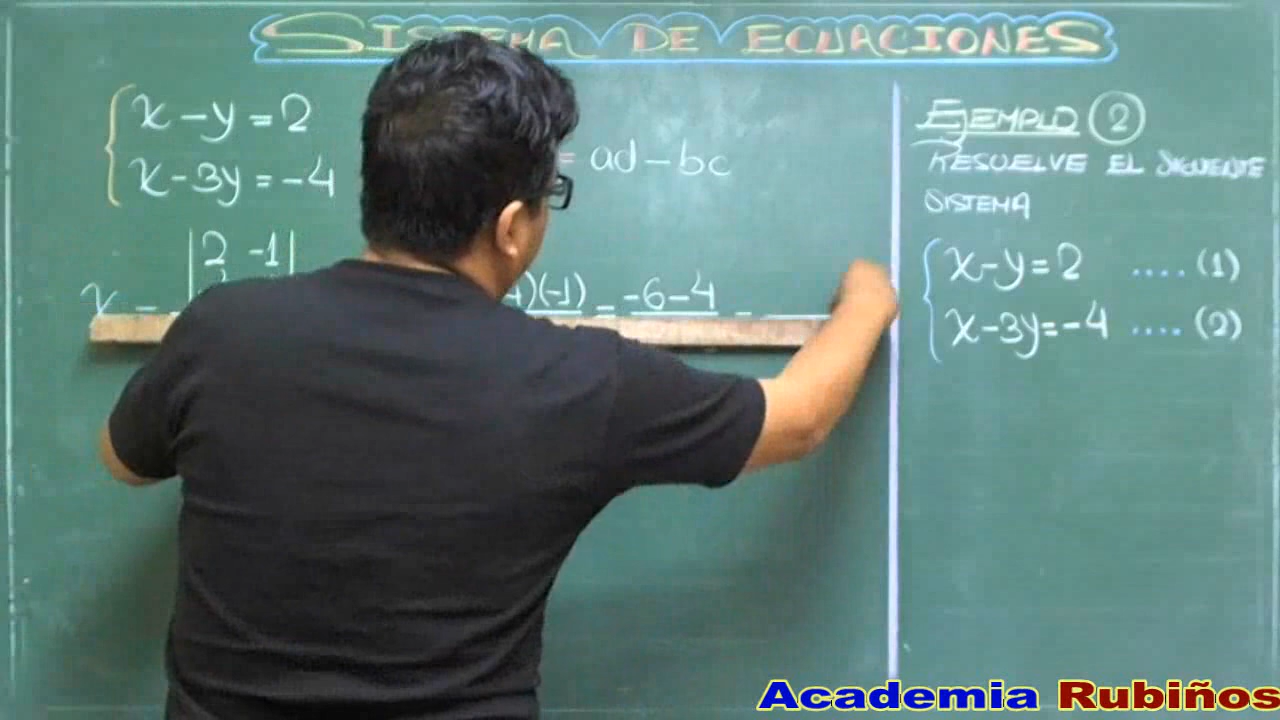 SISTEMA DE ECUACIONES
x - y = 2
x - 3y = -4
= ad - bc
|2 -1|
x =
)(-1) = -6-4 =
EJEMPLO 2
RESUELVE EL SIGUIENTE
SISTEMA
x - y = 2 .... (1)
x - 3y = -4 .... (2)
Academia Rubiños